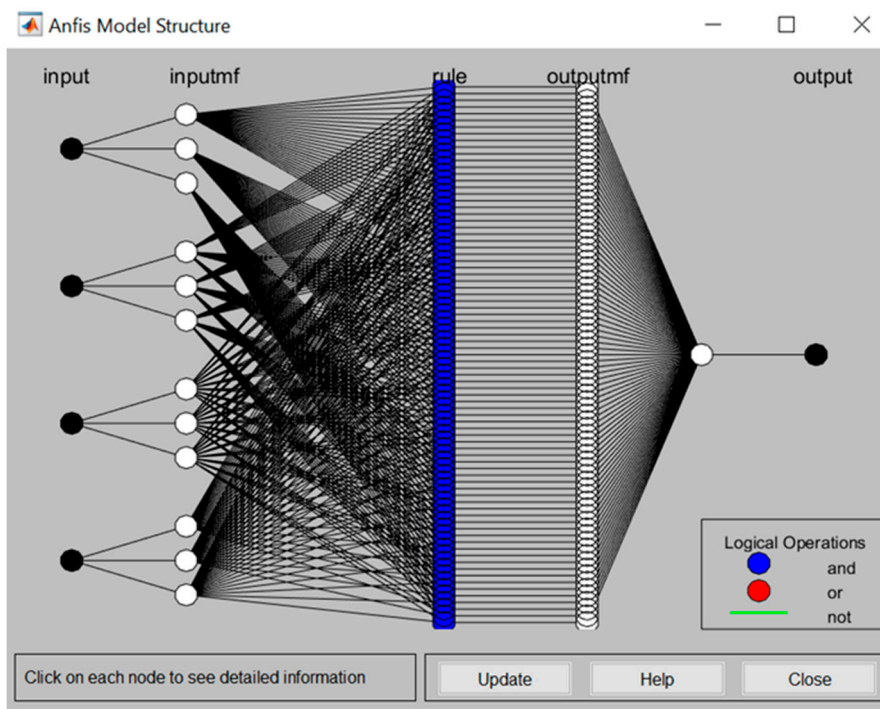 Anfis Model Structure
input inputmf rule outputmf output
Logical Operations
and
or
not
Click on each node to see detailed information
Update Help Close